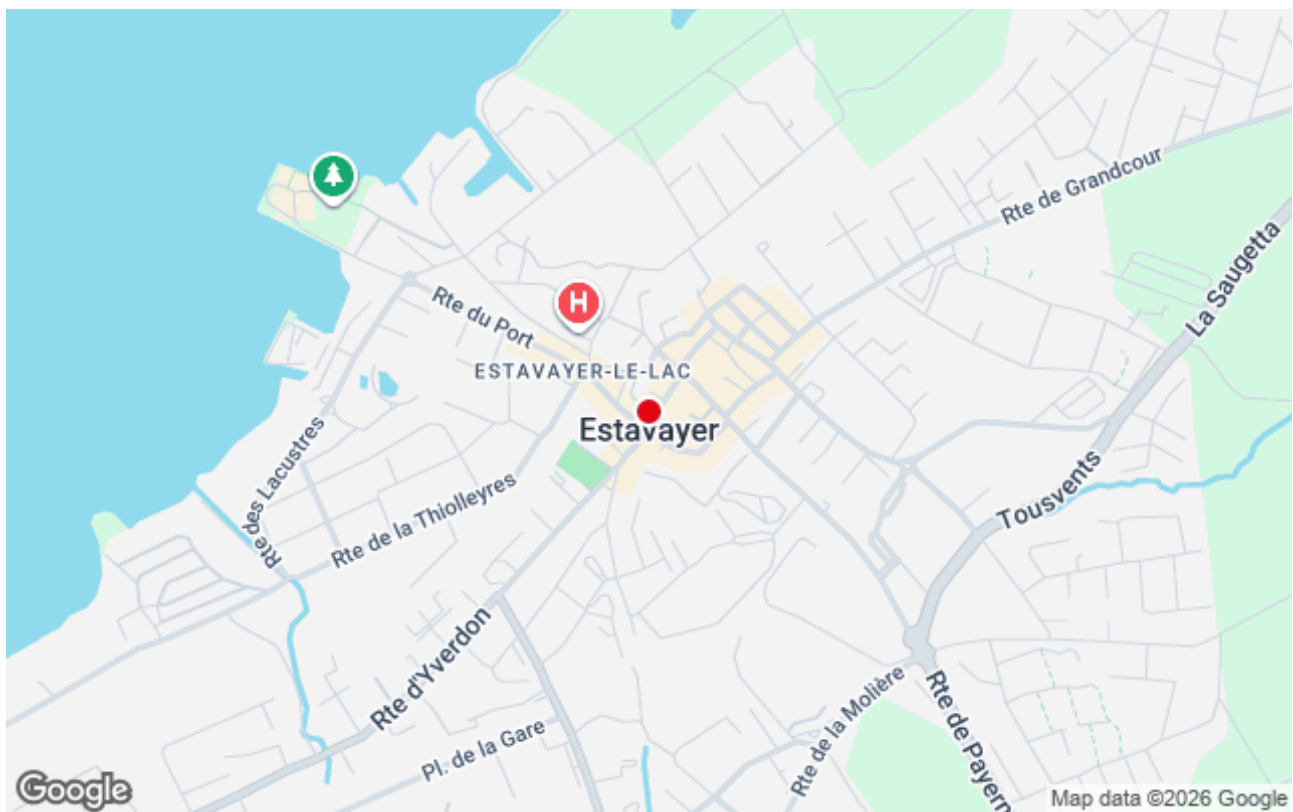 Rte de Grandcour
La Saugetta
H
Rte du Port
ESTAVAYER-LE-LAC
Estavayer
Rte des Lacustres
Rte de la Thiolleyres
Tousvents
Rte d'Yverdon
Pl. de la Gare
Rte de la Molière
Rte de Payern
Google
Map data ©2026 Google